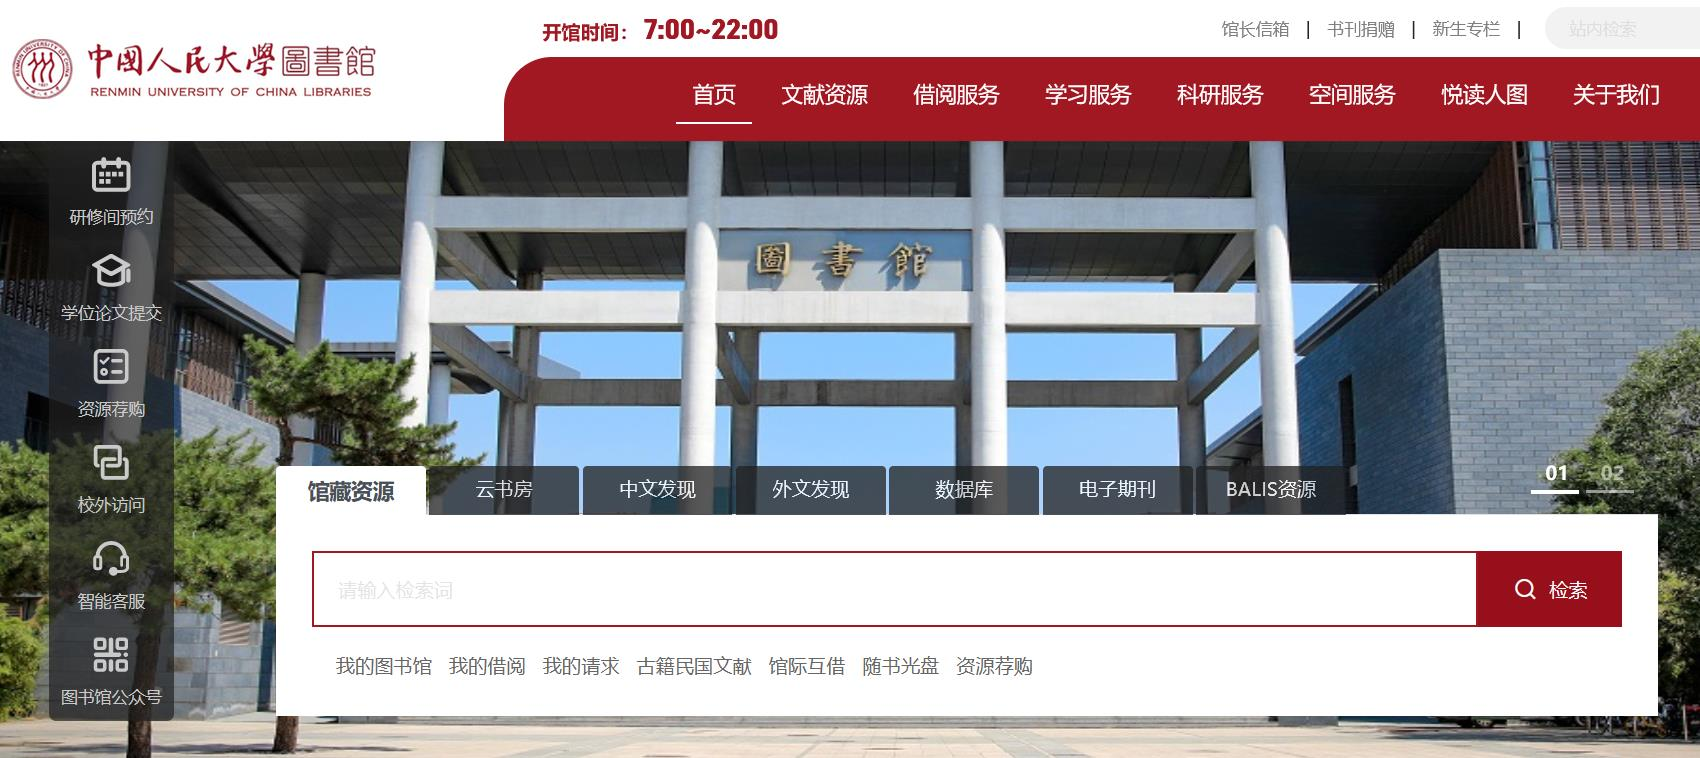 中國人民大學圖書館
RENMIN UNIVERSITY OF CHINA LIBRARIES
开馆时间： 7:00~22:00
馆长信箱 | 书刊捐赠 | 新生专栏 |
站内检索
首页 文献资源 借阅服务 学习服务 科研服务 空间服务 悦读人图 关于我们
圖書館
研修间预约
学位论文提交
资源荐购
校外访问
智能客服
图书馆公众号
01 02
馆藏资源 云书房 中文发现 外文发现 数据库 电子期刊 BALIS资源
请输入检索词
检索
我的图书馆 我的借阅 我的请求 古籍民国文献 馆际互借 随书光盘 资源荐购